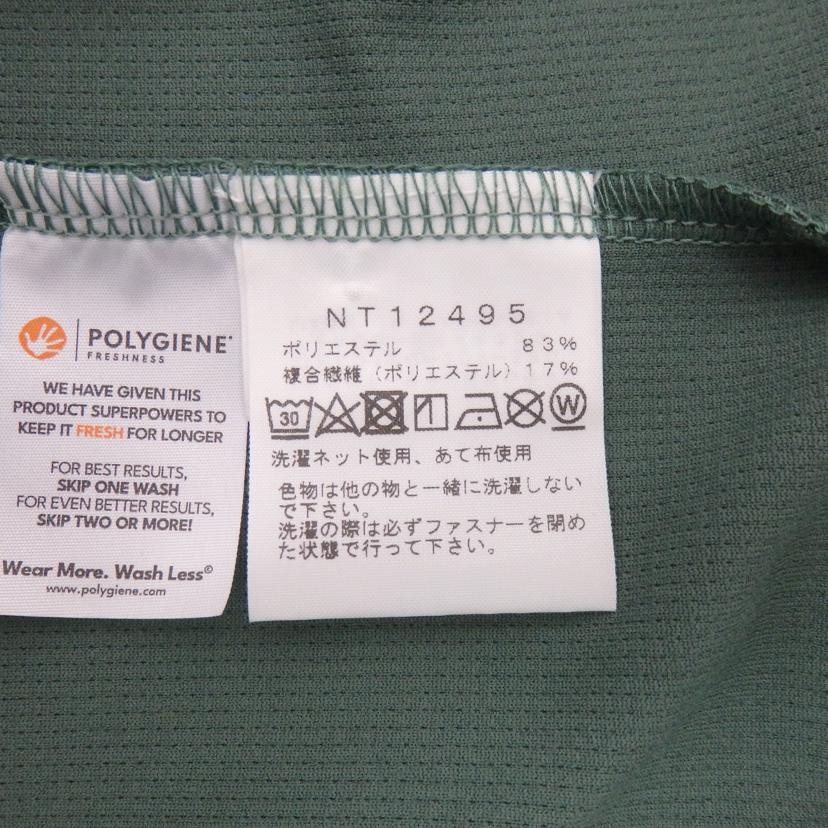 POLYGIENE®
FRESHNESS
WE HAVE GIVEN THIS
PRODUCT SUPERPOWERS TO
KEEP IT FRESH FOR LONGER
FOR BEST RESULTS,
SKIP ONE WASH
FOR EVEN BETTER RESULTS,
SKIP TWO OR MORE!
Wear More. Wash Less©
www.polygiene.com
NT12495
ポリエステル 83%
複合繊維(ポリエステル)17%
30 W
洗濯ネット使用、あて布使用
色物は他の物と一緒に洗濯しない
で下さい。
洗濯の際は必ずファスナーを閉め
た状態で行って下さい。